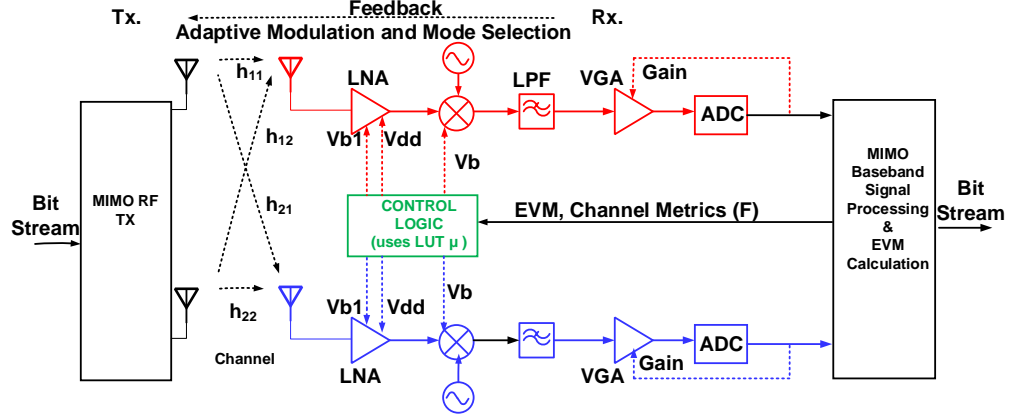 Feedback
Tx.
Rx.
Adaptive Modulation and Mode Selection
h11
LNA
LPF
VGA
Gain
ADC
h12
Vb1
Vdd
Vb
MIMO RF
TX
Bit
Stream
h21
CONTROL
LOGIC
(uses LUT µ )
EVM, Channel Metrics (F)
MIMO
Baseband
Signal
Processing
&
EVM
Calculation
Bit
Stream
h22
Vb1
Vdd
Vb
Channel
LNA
VGA
Gain
ADC